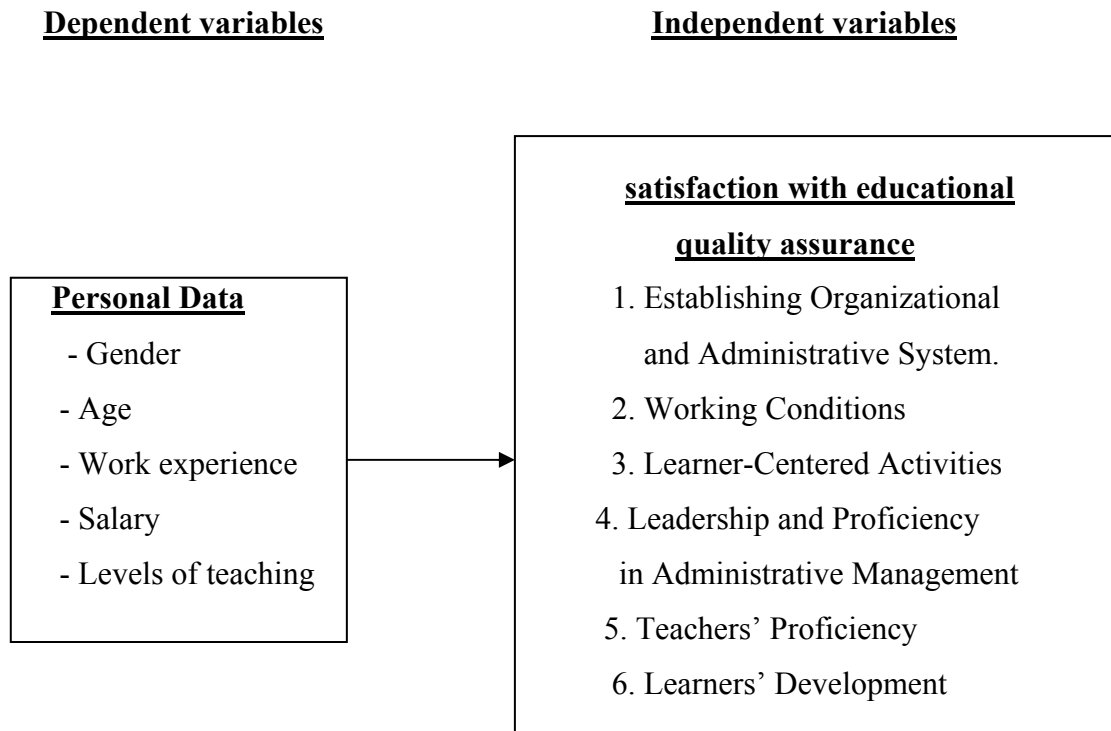 Dependent variables
Independent variables
Personal Data
- Gender
- Age
- Work experience
- Salary
- Levels of teaching
satisfaction with educational
quality assurance
1. Establishing Organizational
and Administrative System.
2. Working Conditions
3. Learner-Centered Activities
4. Leadership and Proficiency
in Administrative Management
5. Teachers’ Proficiency
6. Learners’ Development